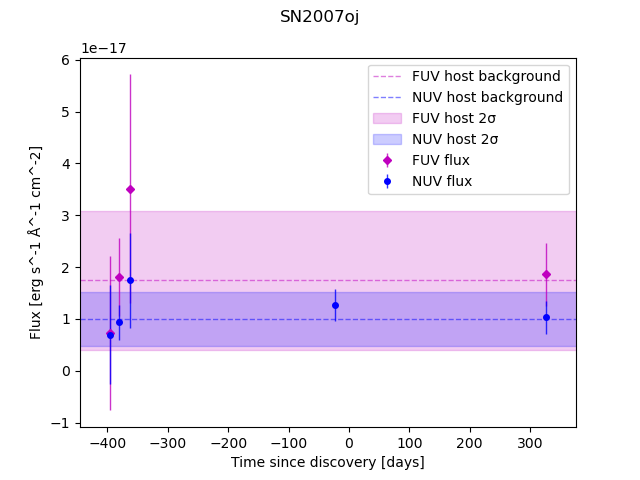 SN2007oj
1e−17
6
5
4
3
2
1
0
−1
Flux [erg s^-1 Å^-1 cm^-2]
FUV host background
NUV host background
FUV host 2σ
NUV host 2σ
FUV flux
NUV flux
−400 −300 −200 −100 0 100 200 300
Time since discovery [days]